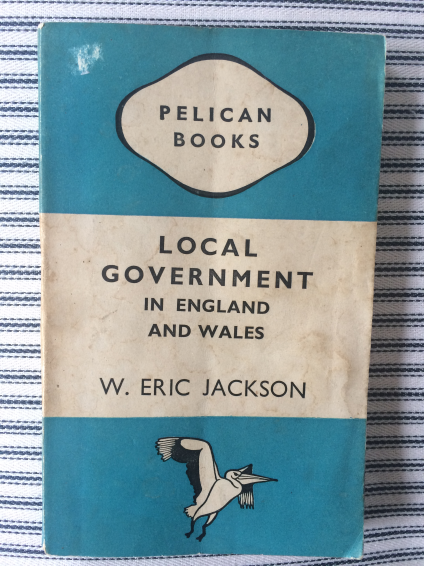 PELICAN
BOOKS
LOCAL
GOVERNMENT
IN ENGLAND
AND WALES
W. ERIC JACKSON